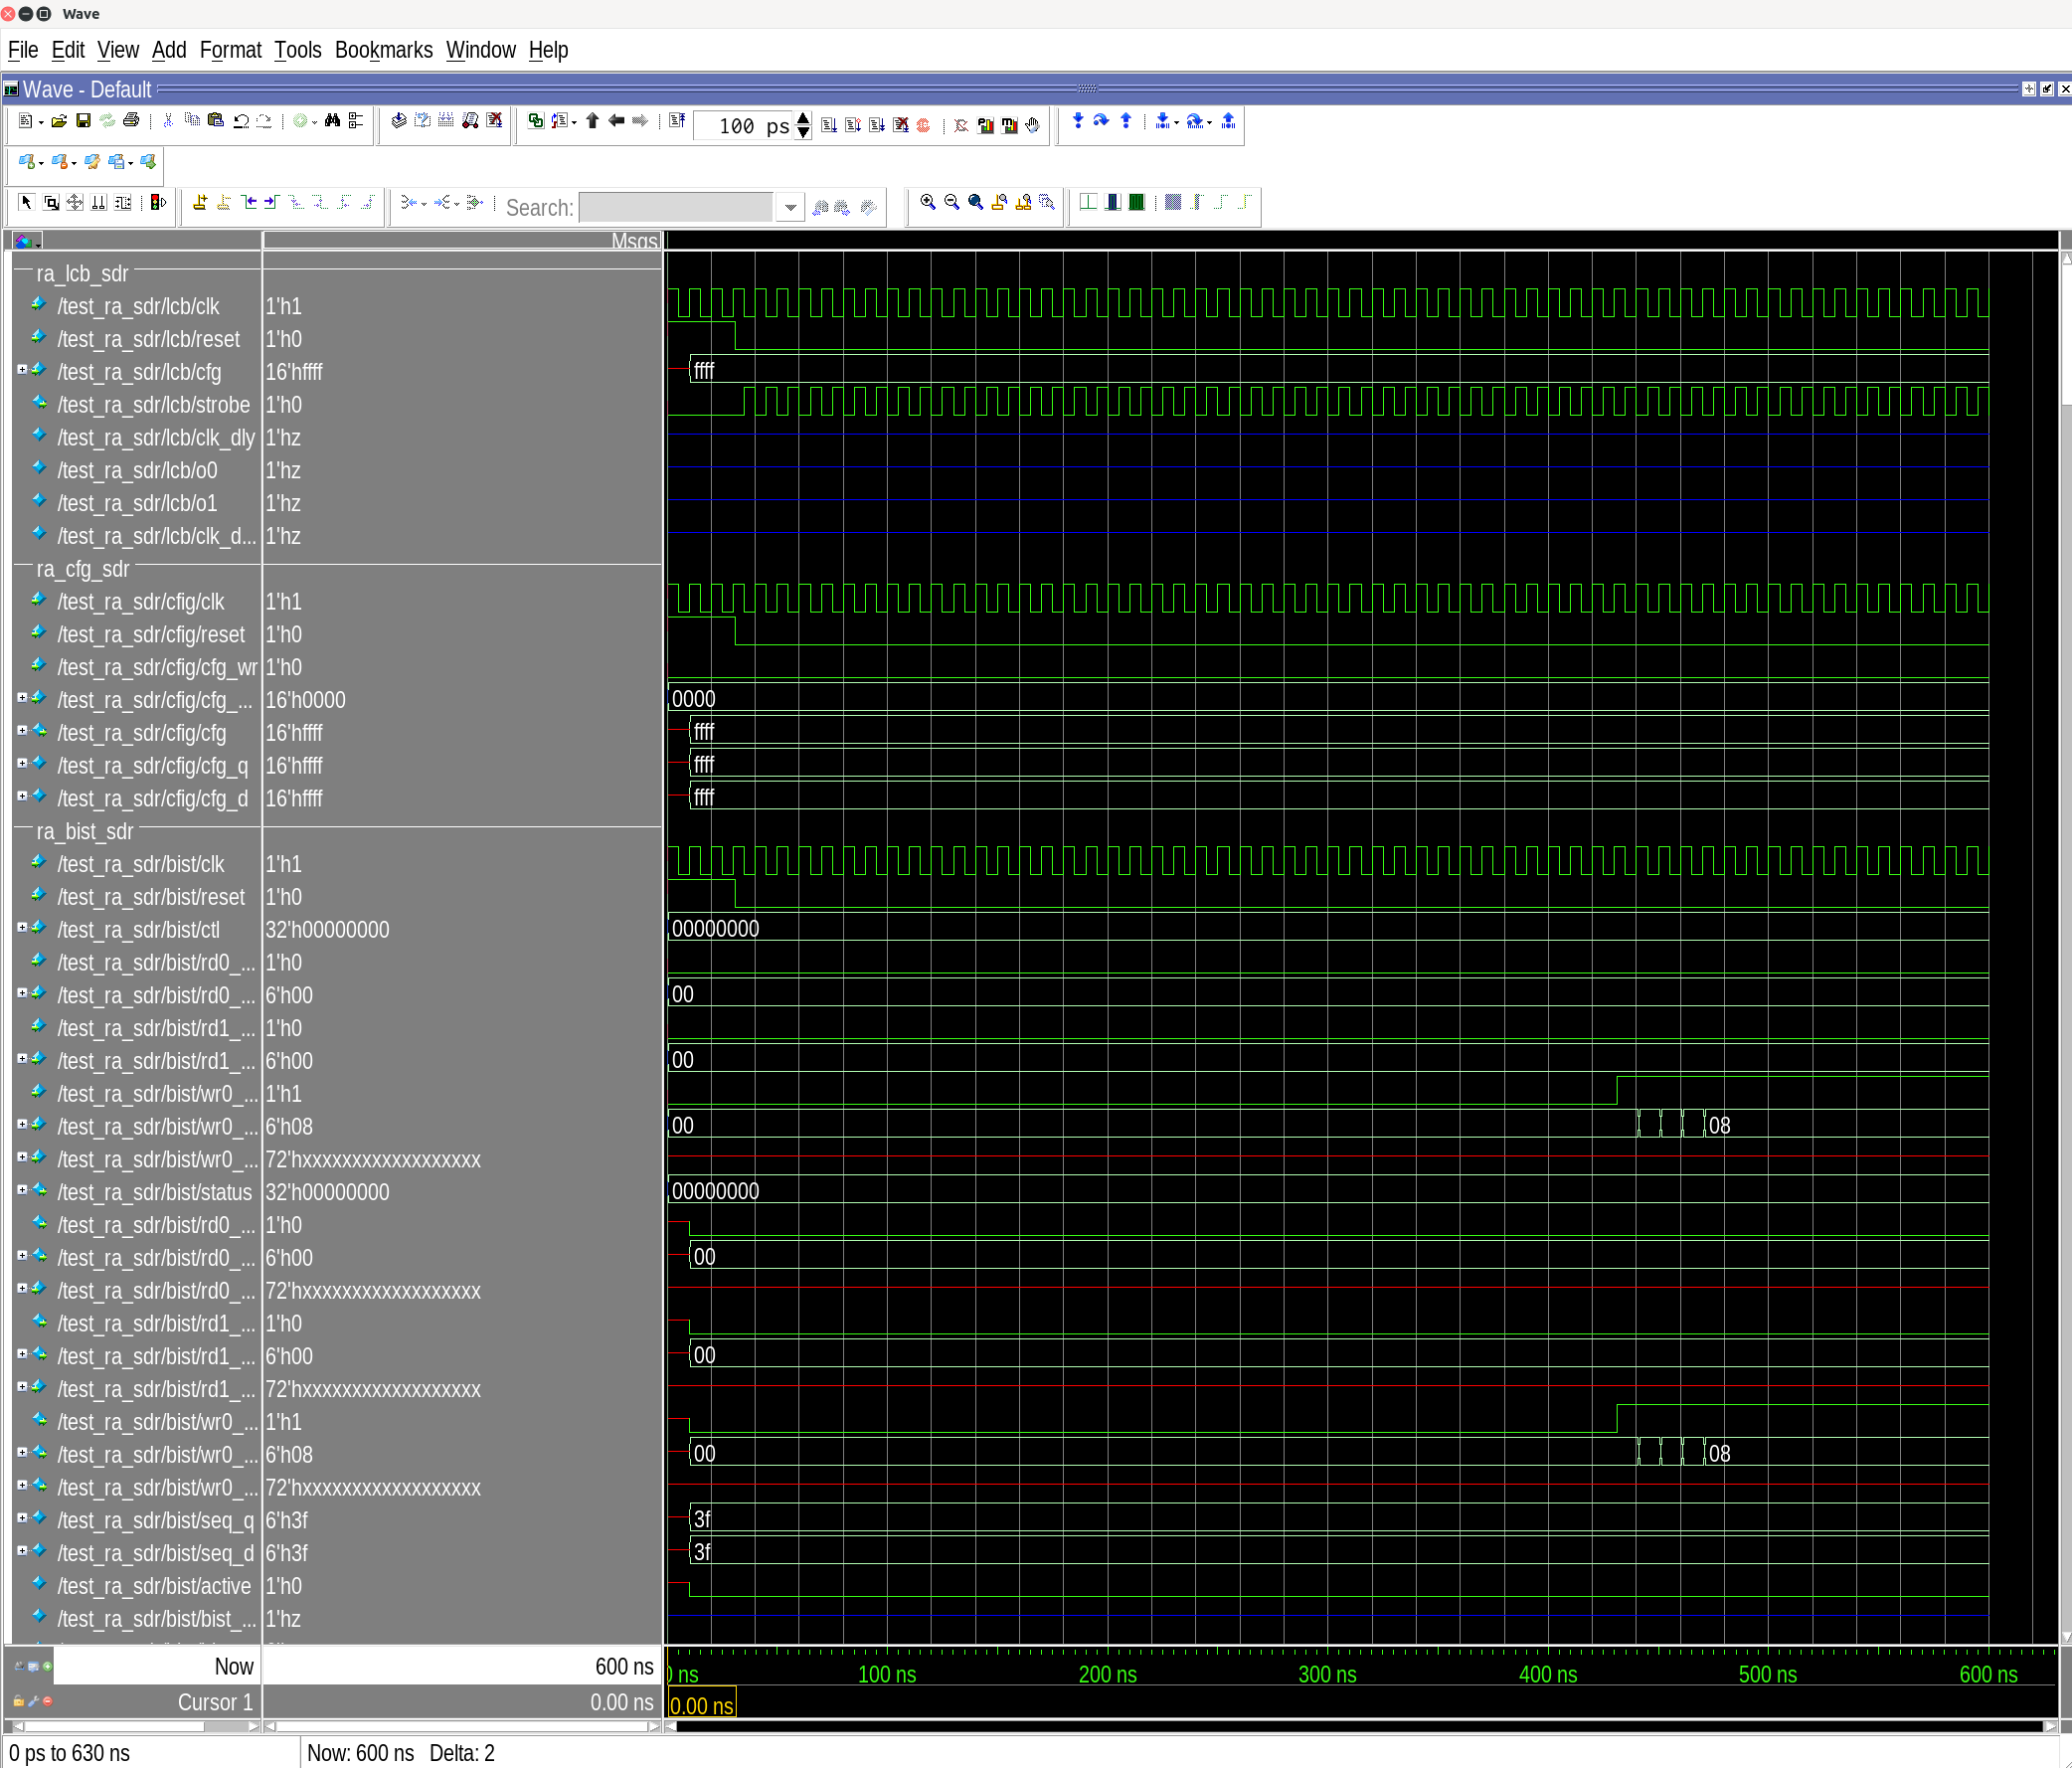 Wave
File Edit View Add Format Tools Bookmarks Window Help
Wave - Default
100 ps
Search:
Msgs
ra_lcb_sdr
/test_ra_sdr/lcb/clk 1'h1
/test_ra_sdr/lcb/reset 1'h0
/test_ra_sdr/lcb/cfg 16'hffff ffff
/test_ra_sdr/lcb/strobe 1'h0
/test_ra_sdr/lcb/clk_dly 1'hz
/test_ra_sdr/lcb/o0 1'hz
/test_ra_sdr/lcb/o1 1'hz
/test_ra_sdr/lcb/clk_d... 1'hz
ra_cfg_sdr
/test_ra_sdr/cfig/clk 1'h1
/test_ra_sdr/cfig/reset 1'h0
/test_ra_sdr/cfig/cfg_wr 1'h0
/test_ra_sdr/cfig/cfg_... 16'h0000 0000
/test_ra_sdr/cfig/cfg 16'hffff ffff
/test_ra_sdr/cfig/cfg_q 16'hffff ffff
/test_ra_sdr/cfig/cfg_d 16'hffff ffff
ra_bist_sdr
/test_ra_sdr/bist/clk 1'h1
/test_ra_sdr/bist/reset 1'h0
/test_ra_sdr/bist/ctl 32'h00000000 00000000
/test_ra_sdr/bist/rd0_... 1'h0
/test_ra_sdr/bist/rd0_... 6'h00 00
/test_ra_sdr/bist/rd1_... 1'h0
/test_ra_sdr/bist/rd1_... 6'h00 00
/test_ra_sdr/bist/wr0_... 1'h1
/test_ra_sdr/bist/wr0_... 6'h08 00 08
/test_ra_sdr/bist/wr0_... 72'hxxxxxxxxxxxxxxxxxx
/test_ra_sdr/bist/status 32'h00000000 00000000
/test_ra_sdr/bist/rd0_... 1'h0
/test_ra_sdr/bist/rd0_... 6'h00 00
/test_ra_sdr/bist/rd0_... 72'hxxxxxxxxxxxxxxxxxx
/test_ra_sdr/bist/rd1_... 1'h0
/test_ra_sdr/bist/rd1_... 6'h00 00
/test_ra_sdr/bist/rd1_... 72'hxxxxxxxxxxxxxxxxxx
/test_ra_sdr/bist/wr0_... 1'h1
/test_ra_sdr/bist/wr0_... 6'h08 00 08
/test_ra_sdr/bist/wr0_... 72'hxxxxxxxxxxxxxxxxxx
/test_ra_sdr/bist/seq_q 6'h3f 3f
/test_ra_sdr/bist/seq_d 6'h3f 3f
/test_ra_sdr/bist/active 1'h0
/test_ra_sdr/bist/bist_... 1'hz
Now 600 ns ns 100 ns 200 ns 300 ns 400 ns 500 ns 600 ns
Cursor 1 0.00 ns 0.00 ns
0 ps to 630 ns Now: 600 ns Delta: 2